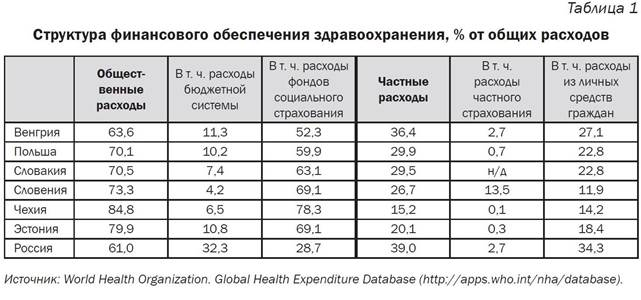 Таблица 1
Структура финансового обеспечения здравоохранения, % от общих расходов
Общест-венные расходы В т. ч. расходы бюджетной системы В т. ч. расходы фондов социального страхования Частные расходы В т. ч. расходы частного страхования В т. ч. расходы из личных средств граждан
Венгрия 63,6 11,3 52,3 36,4 2,7 27,1
Польша 70,1 10,2 59,9 29,9 0,7 22,8
Словакия 70,5 7,4 63,1 29,5 н/д 22,8
Словения 73,3 4,2 69,1 26,7 13,5 11,9
Чехия 84,8 6,5 78,3 15,2 0,1 14,2
Эстония 79,9 10,8 69,1 20,1 0,3 18,4
Россия 61,0 32,3 28,7 39,0 2,7 34,3
Источник: World Health Organization. Global Health Expenditure Database (http://apps.who.int/nha/database).